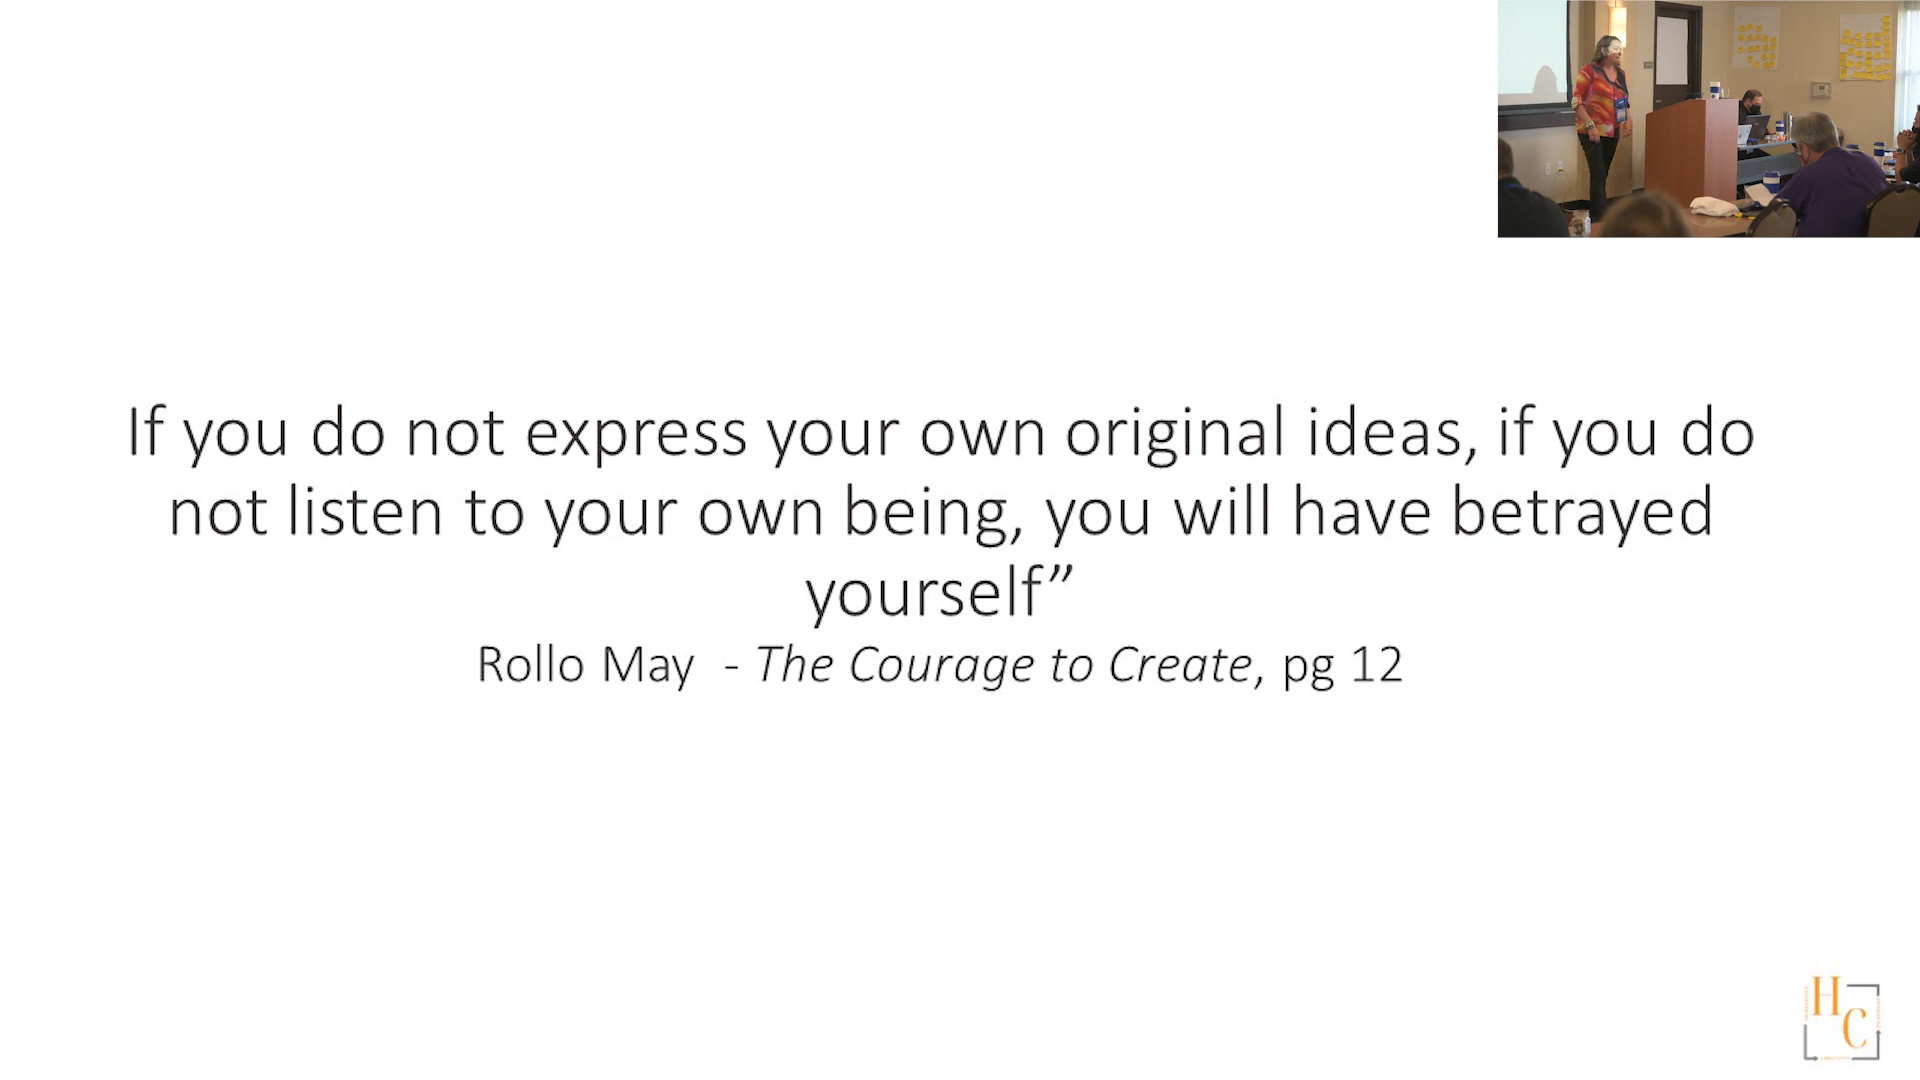 If you do not express your own original ideas, if you do
not listen to your own being, you will have betrayed
yourself”
Rollo May - The Courage to Create, pg 12
H
C